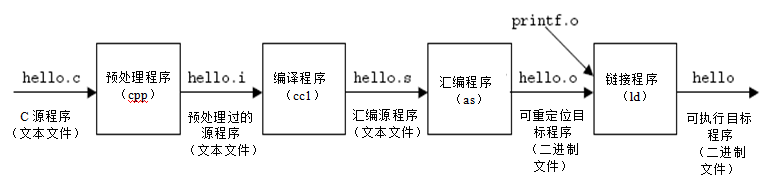 printf.o
hello.c
预处理程序
（cpp）
hello.i
编译程序
（cc1）
hello.s
汇编程序
（as）
hello.o
链接程序
（ld）
hello
C 源程序
（文本文件）
预处理过的
源程序
（文本文件）
汇编源程序
（文本文件）
可重定位目
标程序
（二进制
文件）
可执行目标
程序
（二进制
文件）